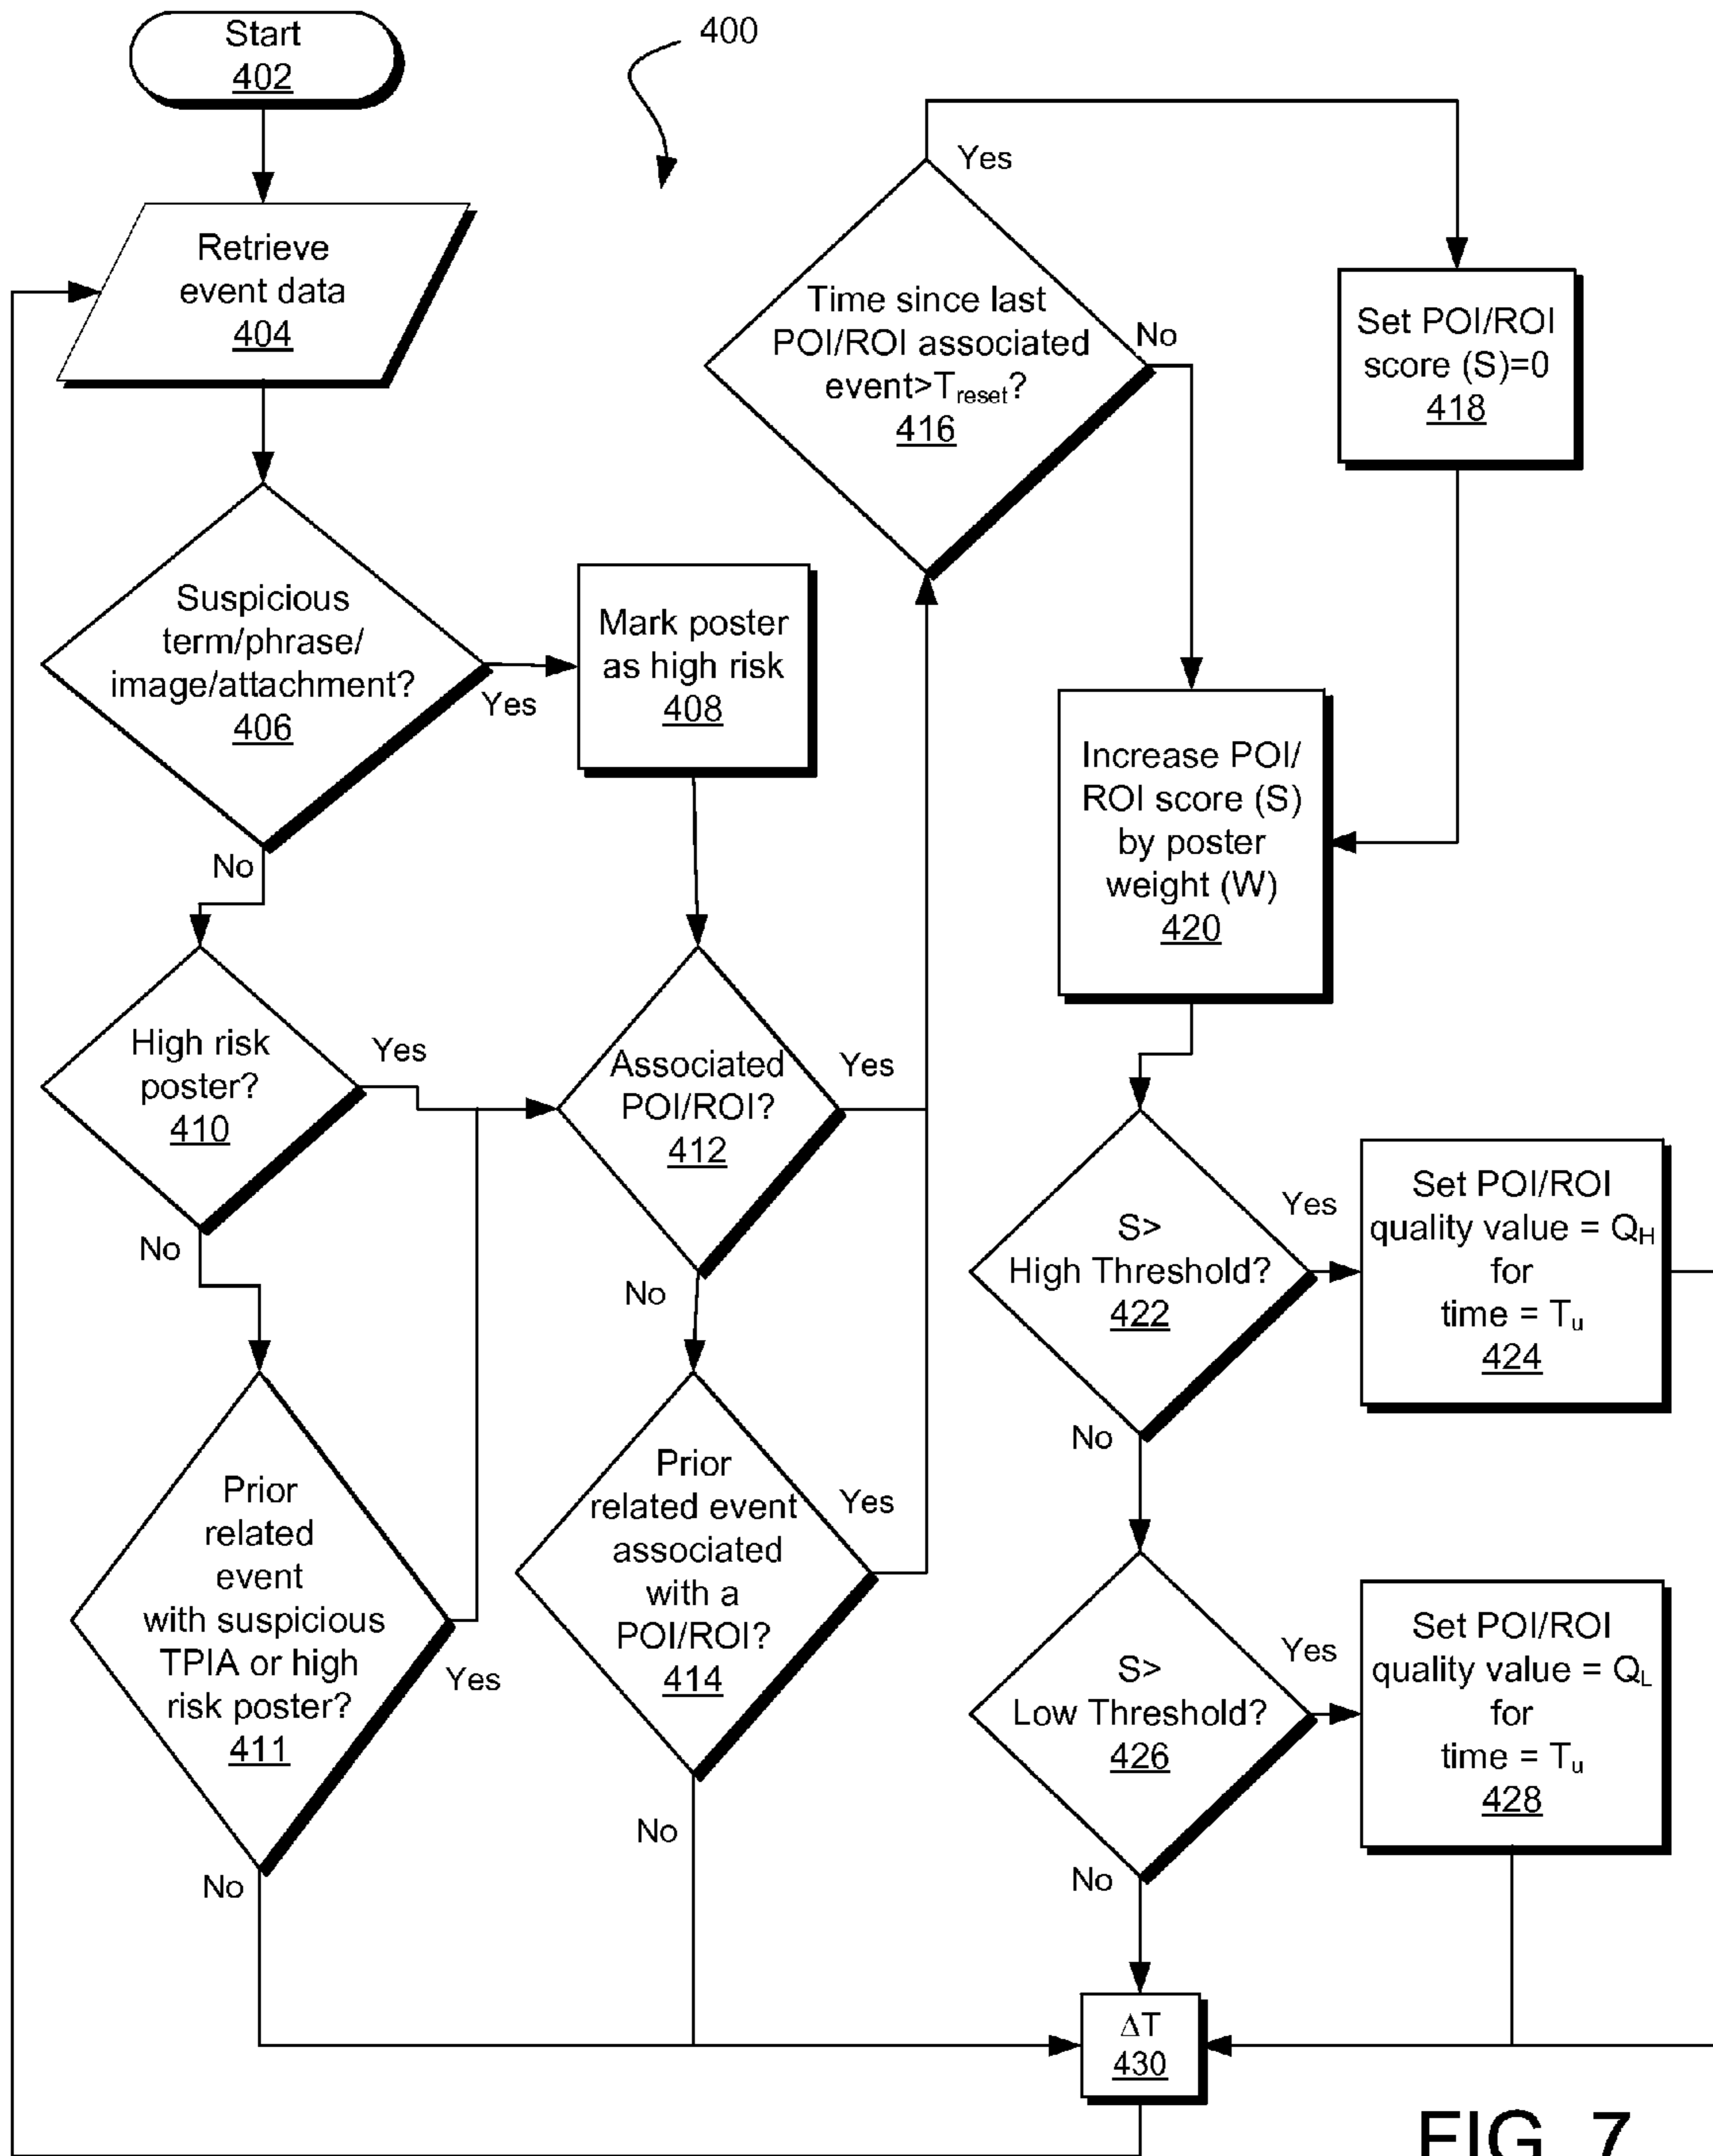 Start
402
400
Retrieve
event data
404
Suspicious
term/phrase/
image/attachment?
406
Yes
No
Mark poster
as high risk
408
High risk
poster?
410
Yes
No
Prior
related
event
with suspicious
TPIA or high
risk poster?
411
Yes
No
Associated
POI/ROI?
412
Yes
No
Prior
related event
associated
with a
POI/ROI?
414
Yes
No
Time since last
POI/ROI associated
event>Treset?
416
Yes
No
Set POI/ROI
score (S)=0
418
Increase POI/
ROI score (S)
by poster
weight (W)
420
S>
High Threshold?
422
Yes
No
Set POI/ROI
quality value = QH
for
time = Tu
424
S>
Low Threshold?
426
Yes
No
Set POI/ROI
quality value = QL
for
time = Tu
428
ΔT
430
FIG. 7